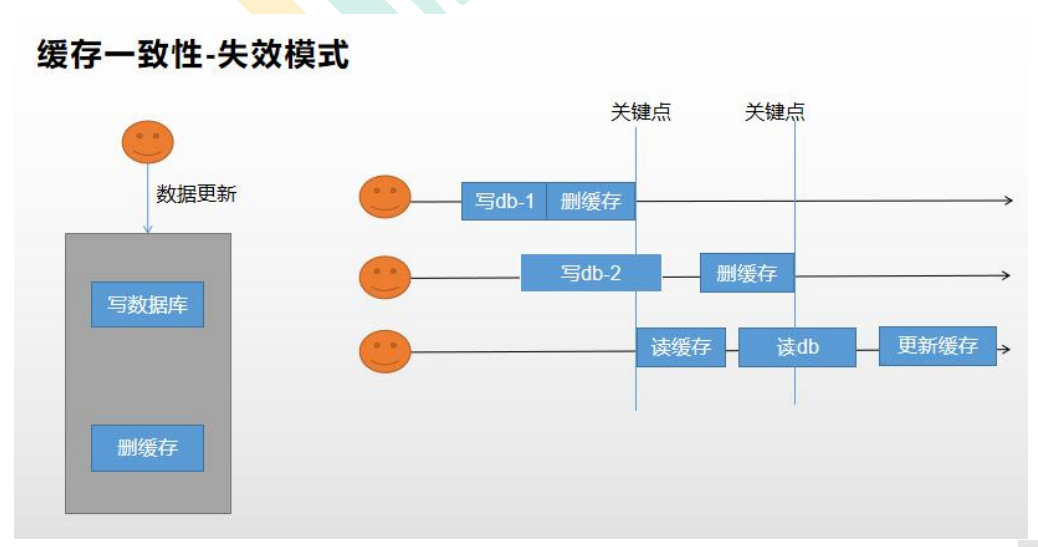 缓存一致性-失效模式
关键点 关键点
数据更新
写db-1 删缓存
写db-2 删缓存
写数据库
读缓存 读db 更新缓存
删缓存